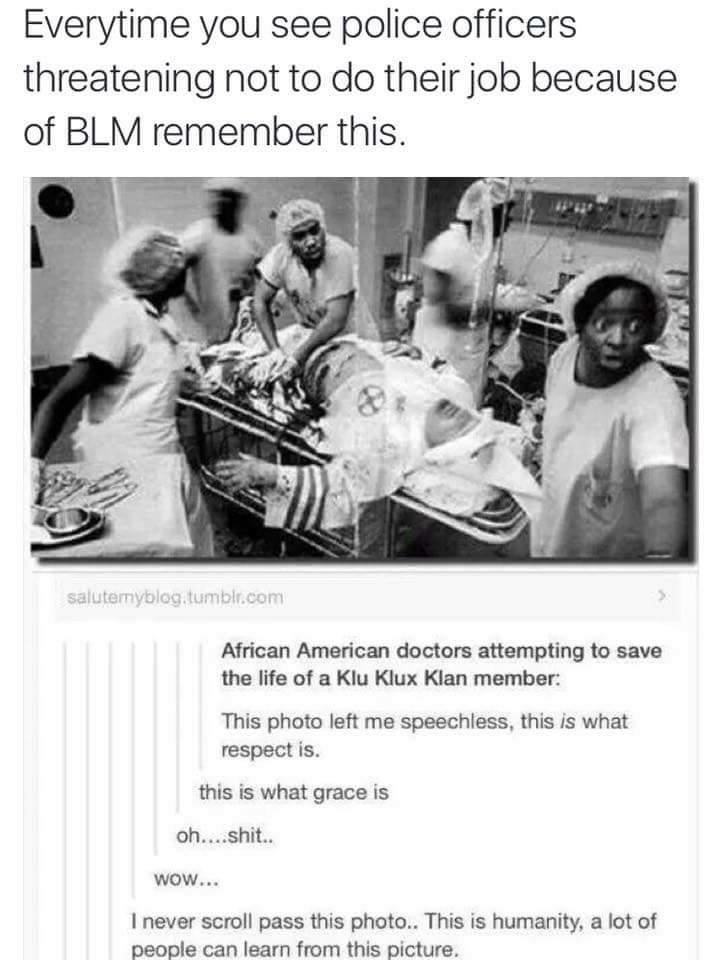 Everytime you see police officers
threatening not to do their job because
of BLM remember this.
salutemyblog.tumblr.com
African American doctors attempting to save
the life of a Klu Klux Klan member:
This photo left me speechless, this is what
respect is.
this is what grace is
oh....shit..
wow...
I never scroll pass this photo.. This is humanity, a lot of
people can learn from this picture.